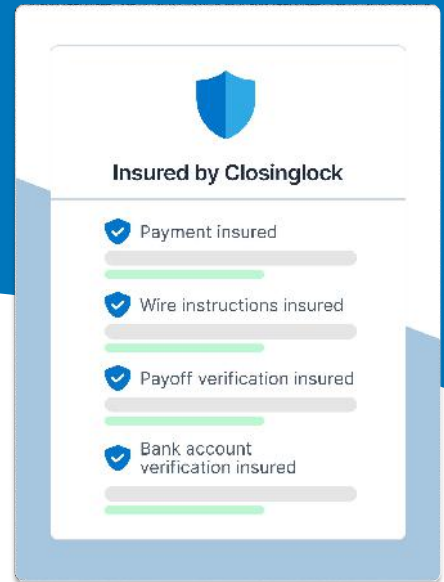 Insured by Closinglock
Payment insured
Wire instructions insured
Payoff verification insured
Bank account
verification insured